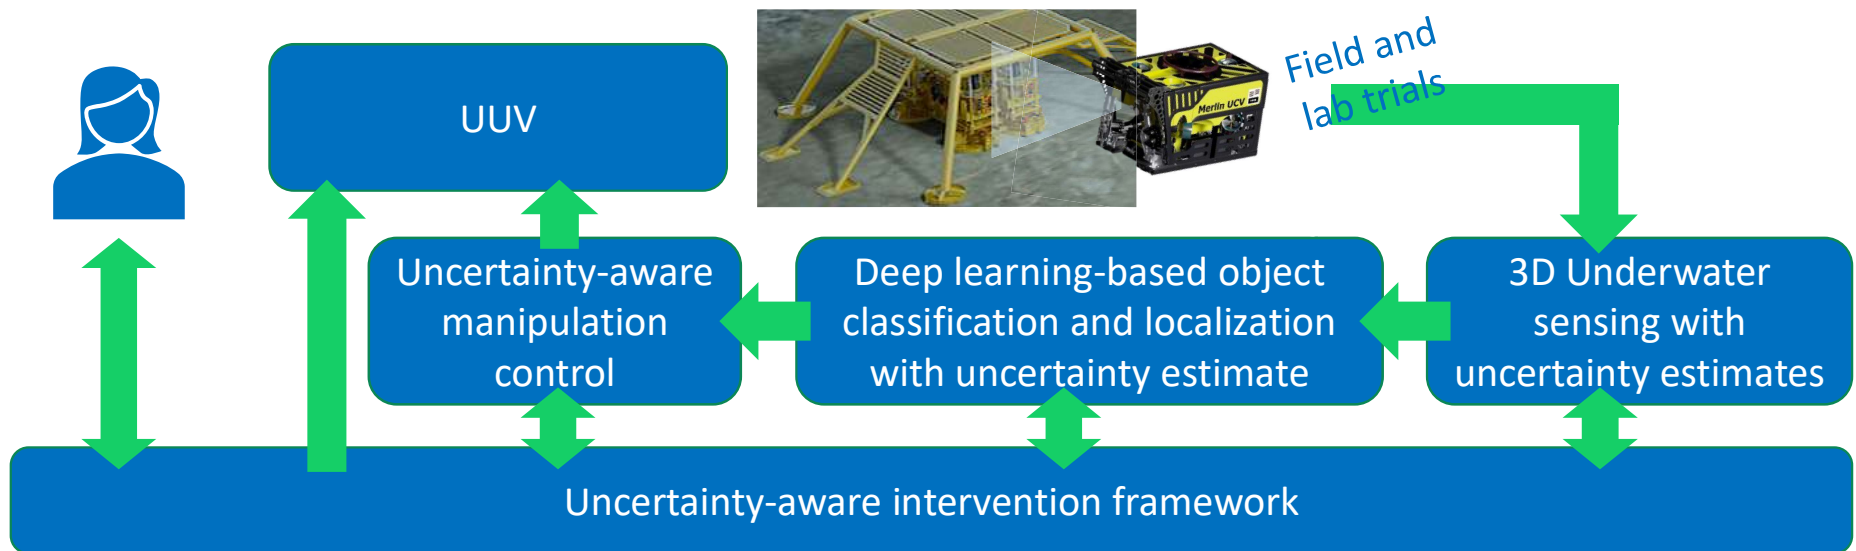 UUV
Merlin UCV
Field and
lab trials
Uncertainty-aware
manipulation
control
Deep learning-based object
classification and localization
with uncertainty estimate
3D Underwater
sensing with
uncertainty estimates
Uncertainty-aware intervention framework